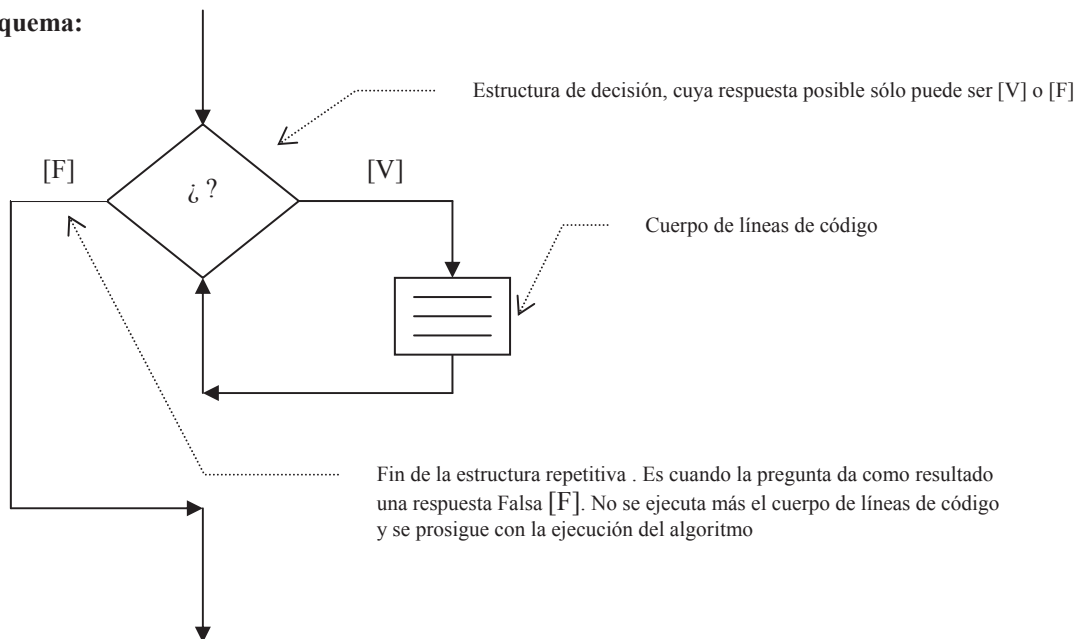 quema:
Estructura de decisión, cuya respuesta posible sólo puede ser [V] o [F]
[F]
[V]
¿ ?
Cuerpo de líneas de código
Fin de la estructura repetitiva . Es cuando la pregunta da como resultado
una respuesta Falsa [F]. No se ejecuta más el cuerpo de líneas de código
y se prosigue con la ejecución del algoritmo